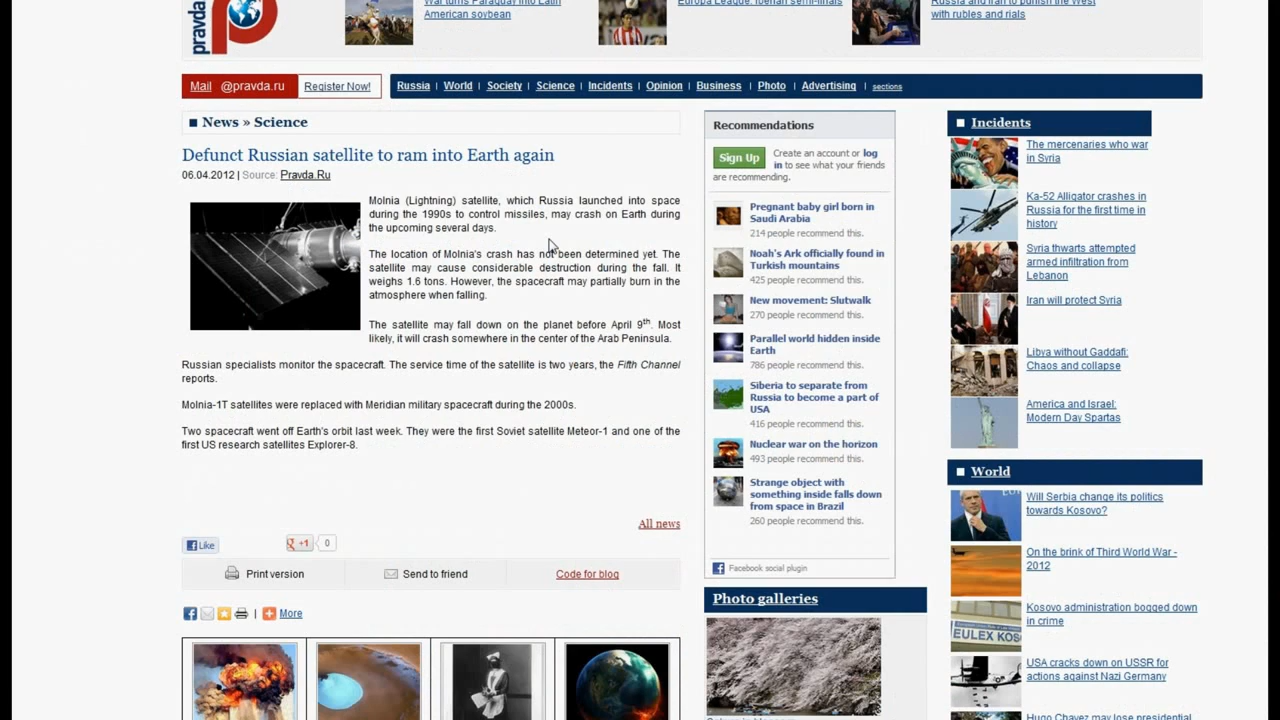 pravda
War turns Paraguay into Latin
American soybean
Europa League: Iberian semi-finals
Russia and Iran to punish the West
with rubles and rials
Mail @pravda.ru
Register Now!
Russia | World | Society | Science | Incidents | Opinion | Business | Photo | Advertising | sections
News » Science
Defunct Russian satellite to ram into Earth again
06.04.2012 | Source: Pravda.Ru
Molnia (Lightning) satellite, which Russia launched into space
during the 1990s to control missiles, may crash on Earth during
the upcoming several days.
The location of Molnia's crash has not been determined yet. The
satellite may cause considerable destruction during the fall. It
weighs 1.6 tons. However, the spacecraft may partially burn in the
atmosphere when falling.
The satellite may fall down on the planet before April 9th. Most
likely, it will crash somewhere in the center of the Arab Peninsula.
Russian specialists monitor the spacecraft. The service time of the satellite is two years, the Fifth Channel
reports.
Molnia-1T satellites were replaced with Meridian military spacecraft during the 2000s.
Two spacecraft went off Earth's orbit last week. They were the first Soviet satellite Meteor-1 and one of the
first US research satellites Explorer-8.
All news
Like
+1
0
Print version
Send to friend
Code for blog
| More
Recommendations
Sign Up
Create an account or log
in to see what your friends
are recommending.
Pregnant baby girl born in
Saudi Arabia
214 people recommend this.
Noah's Ark officially found in
Turkish mountains
425 people recommend this.
New movement: Slutwalk
270 people recommend this.
Parallel world hidden inside
Earth
786 people recommend this.
Siberia to separate from
Russia to become a part of
USA
416 people recommend this.
Nuclear war on the horizon
493 people recommend this.
Strange object with
something inside falls down
from space in Brazil
260 people recommend this.
Facebook social plugin
Photo galleries
Incidents
The mercenaries who war
in Syria
Ka-52 Alligator crashes in
Russia for the first time in
history
Syria thwarts attempted
armed infiltration from
Lebanon
Iran will protect Syria
Libya without Gaddafi:
Chaos and collapse
America and Israel:
Modern Day Spartas
World
Will Serbia change its politics
towards Kosovo?
On the brink of Third World War -
2012
Kosovo administration bogged down
in crime
EULEX KOS
USA cracks down on USSR for
actions against Nazi Germany
Hugo Chavez may lose presidential